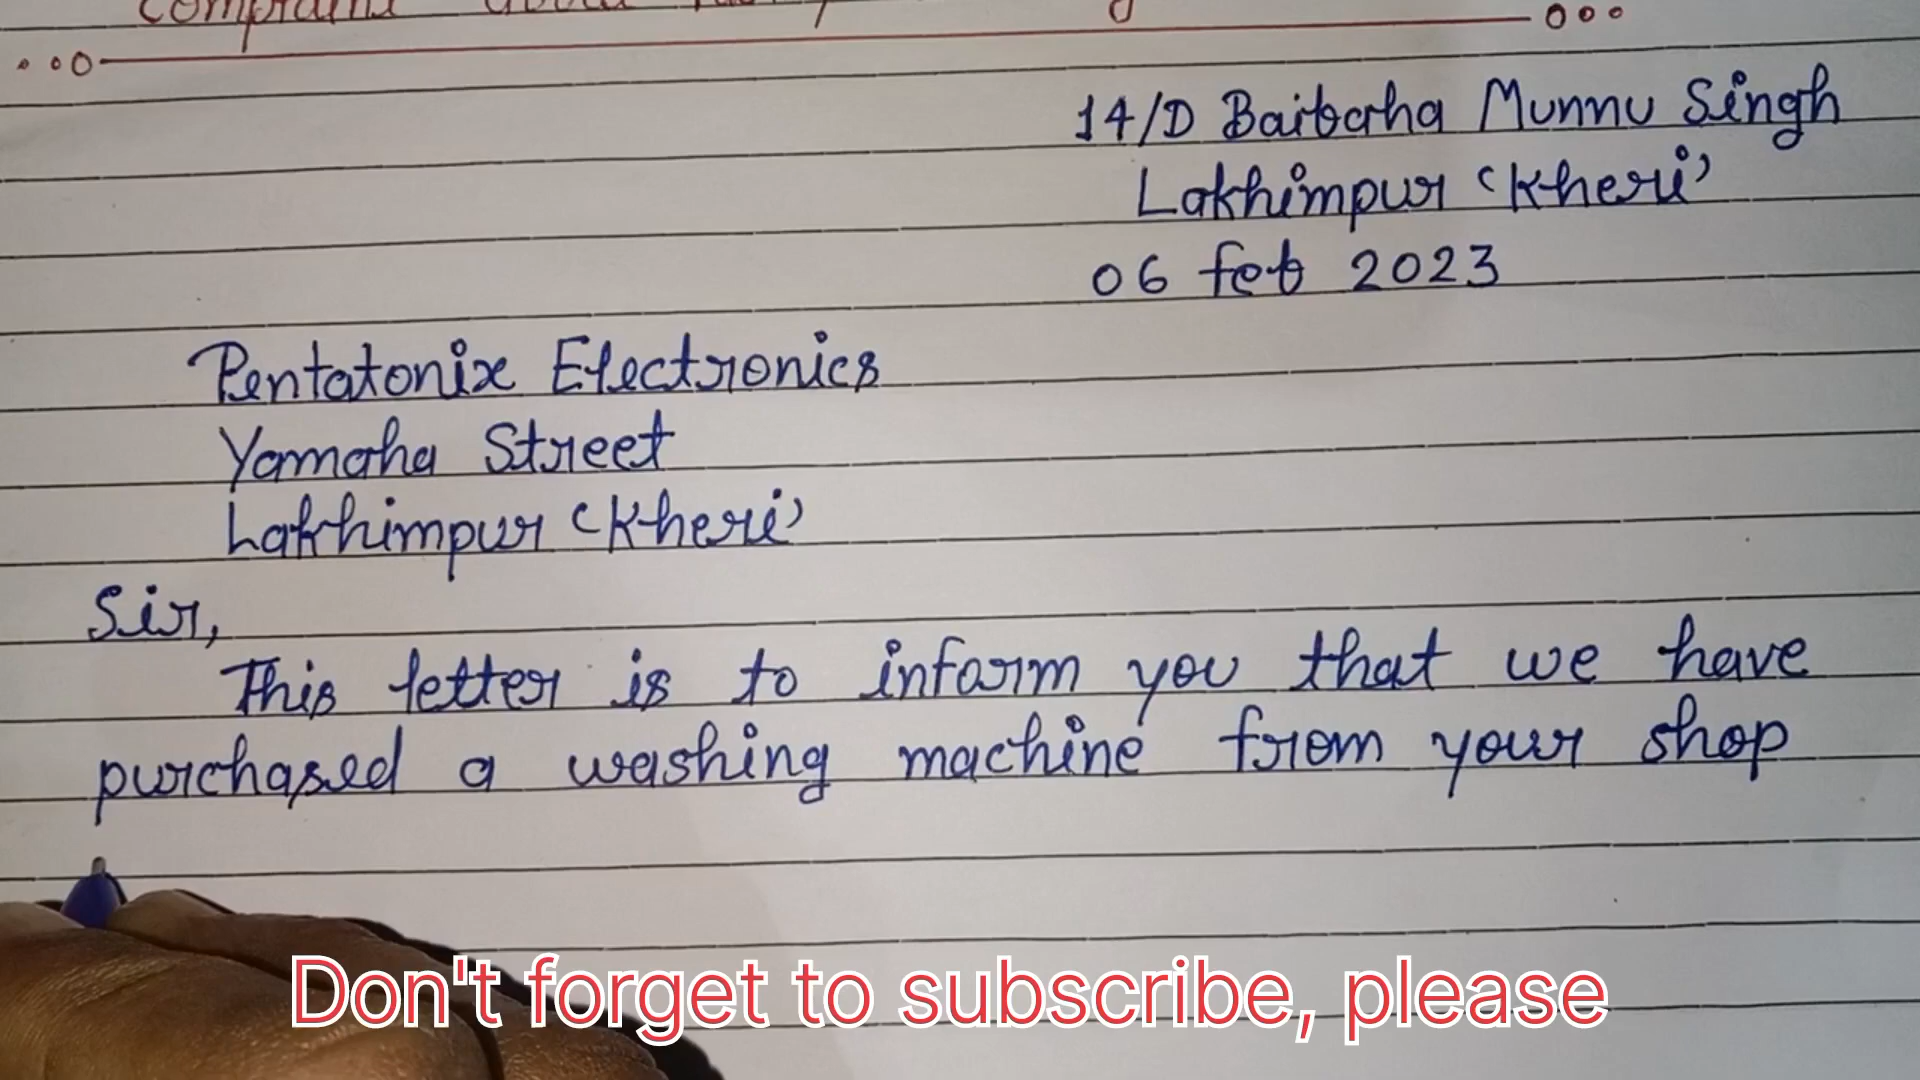 14/D Baibaha Munnu Singh
Lakhimpur (Kheri)
06 feb 2023
Pentatonix Electronics
Yamaha Street
Lakhimpur (Kheri)
Sir,
This letter is to inform you that we have
purchased a washing machine from your shop
Don't forget to subscribe, please